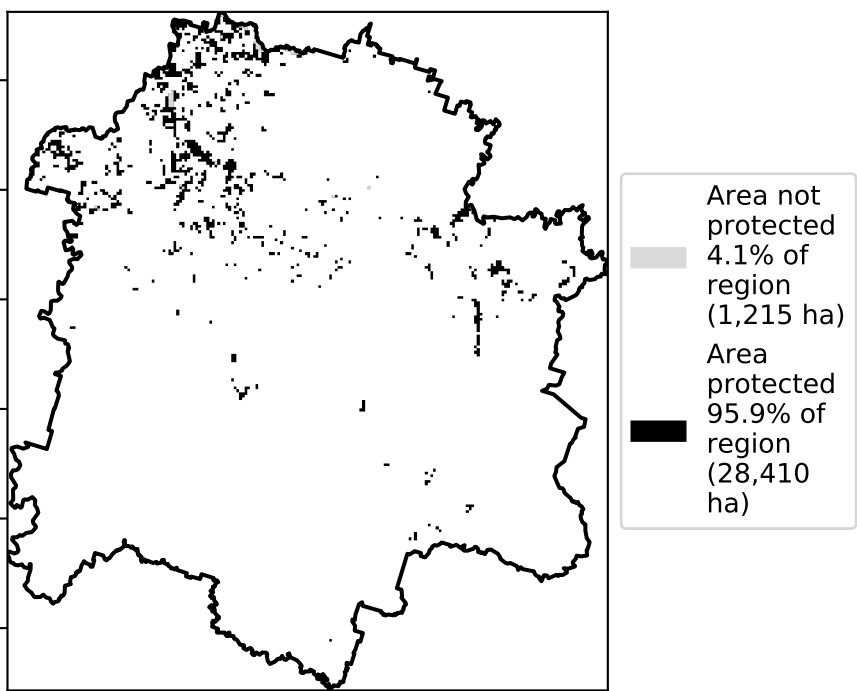 Area not
protected
4.1% of
region
(1,215 ha)
Area
protected
95.9% of
region
(28,410
ha)